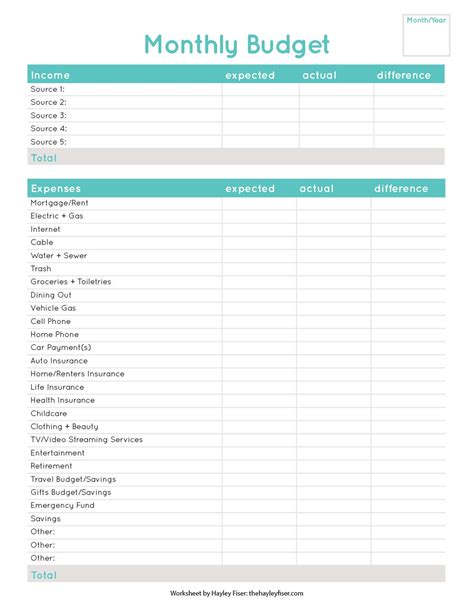 Month/Year
Monthly Budget
Income expected actual difference
Source 1:
Source 2:
Source 3:
Source 4:
Source 5:
Total
Expenses expected actual difference
Mortgage/Rent
Electric + Gas
Internet
Cable
Water + Sewer
Trash
Groceries + Toiletries
Dining Out
Vehicle Gas
Cell Phone
Home Phone
Car Payment(s)
Auto Insurance
Home/Renters Insurance
Life Insurance
Health Insurance
Childcare
Clothing + Beauty
TV/Video Streaming Services
Entertainment
Retirement
Travel Budget/Savings
Gifts Budget/Savings
Emergency Fund
Savings
Other:
Other:
Other:
Total
Worksheet by Hayley Fiser: thehayleyfiser.com